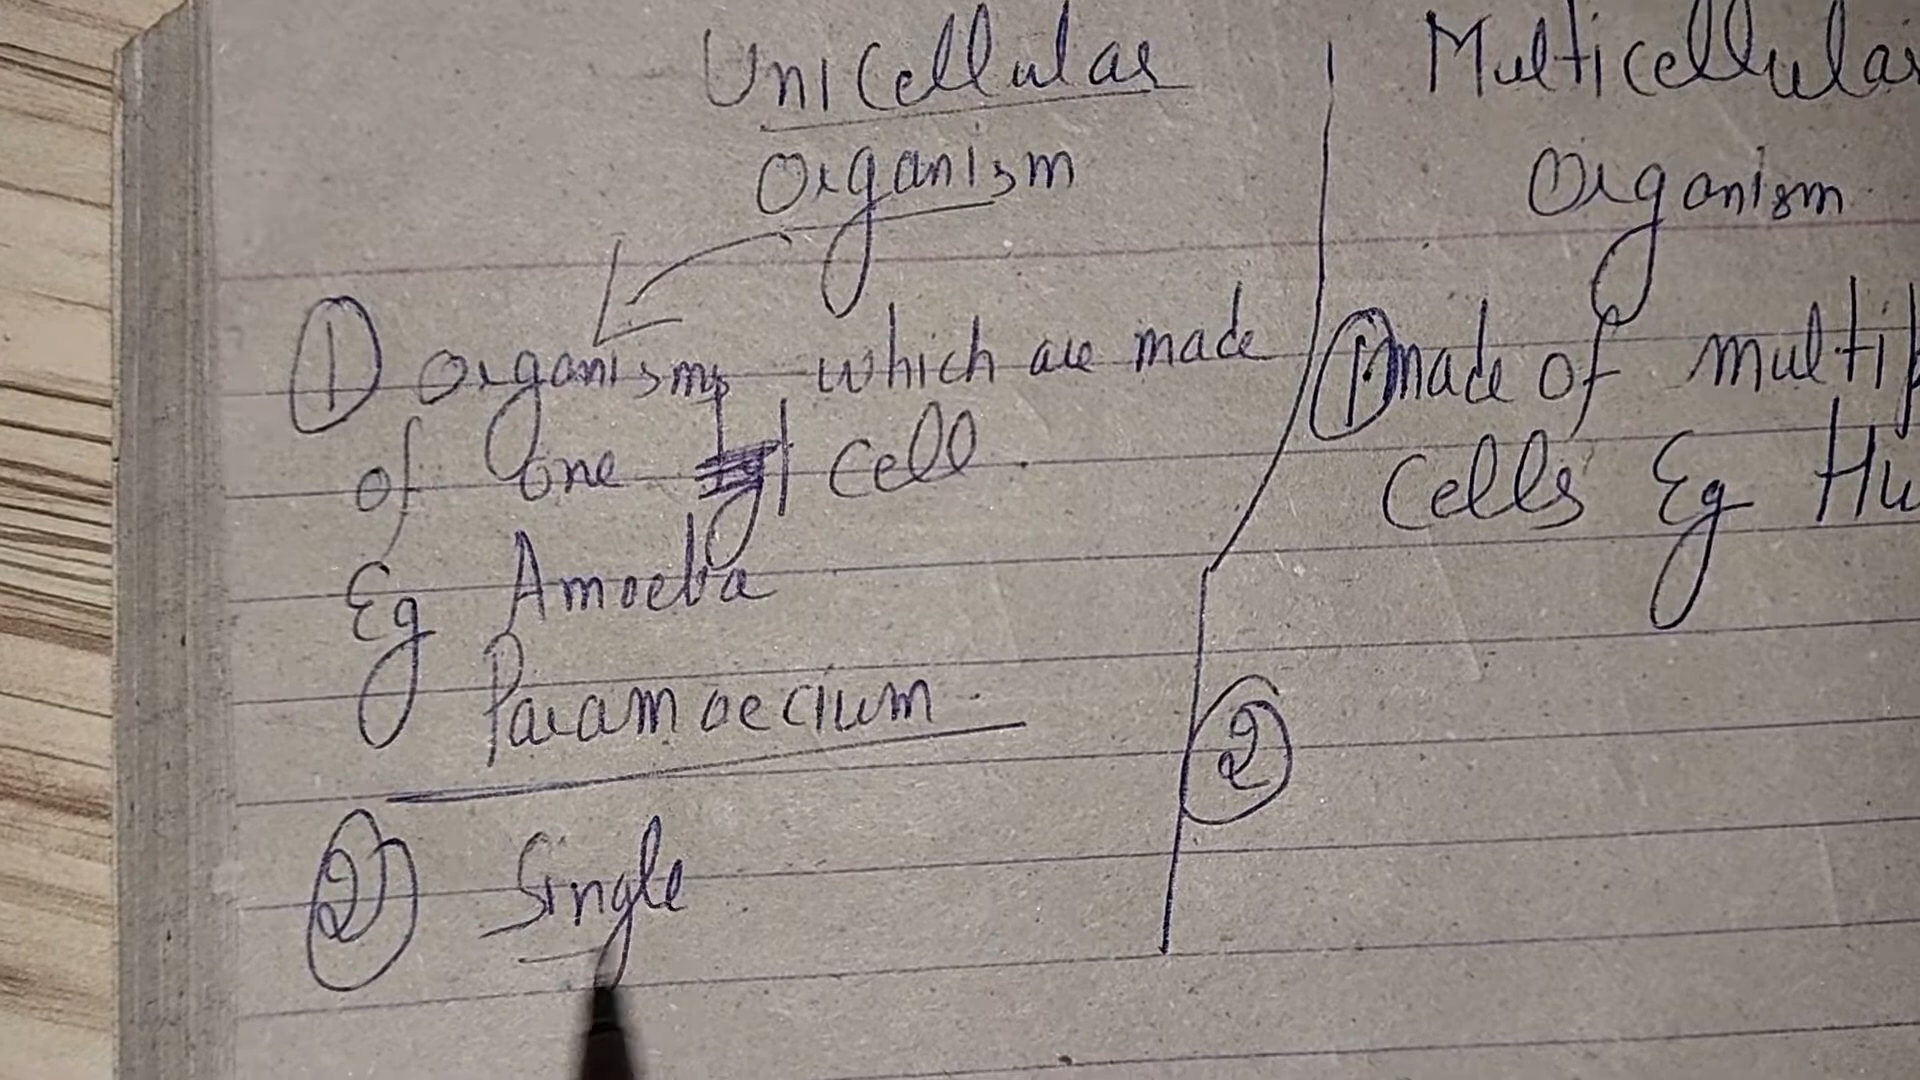 Unicellular
Organism
① Organisms which are made
of one cell.
Eg Amoeba
Paramoecium.
② Single
Multicellular
Organism
① made of multip
cells Eg Hu
②